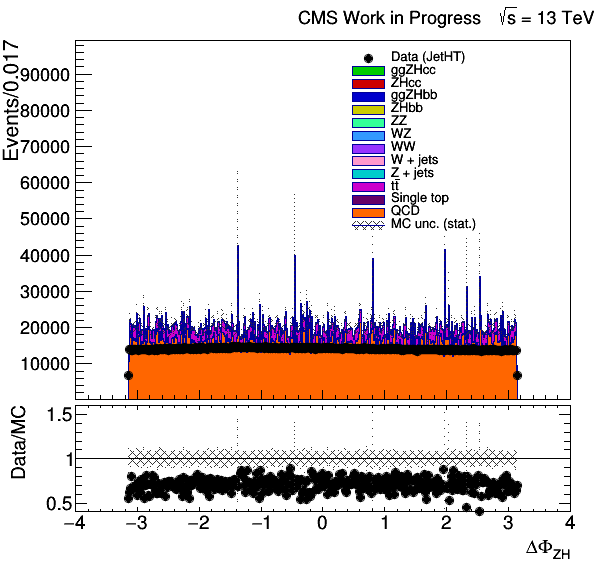 CMS Work in Progress √s = 13 TeV
Events/0.017
90000
80000
70000
60000
50000
40000
30000
20000
10000
Data (JetHT)
ggZHcc
ZHcc
ggZHbb
ZHbb
ZZ
WZ
WW
W + jets
Z + jets
tt̅
Single top
QCD
MC unc. (stat.)
Data/MC
1.5
1
0.5
−4 −3 −2 −1 0 1 2 3 4
ΔΦ_ZH